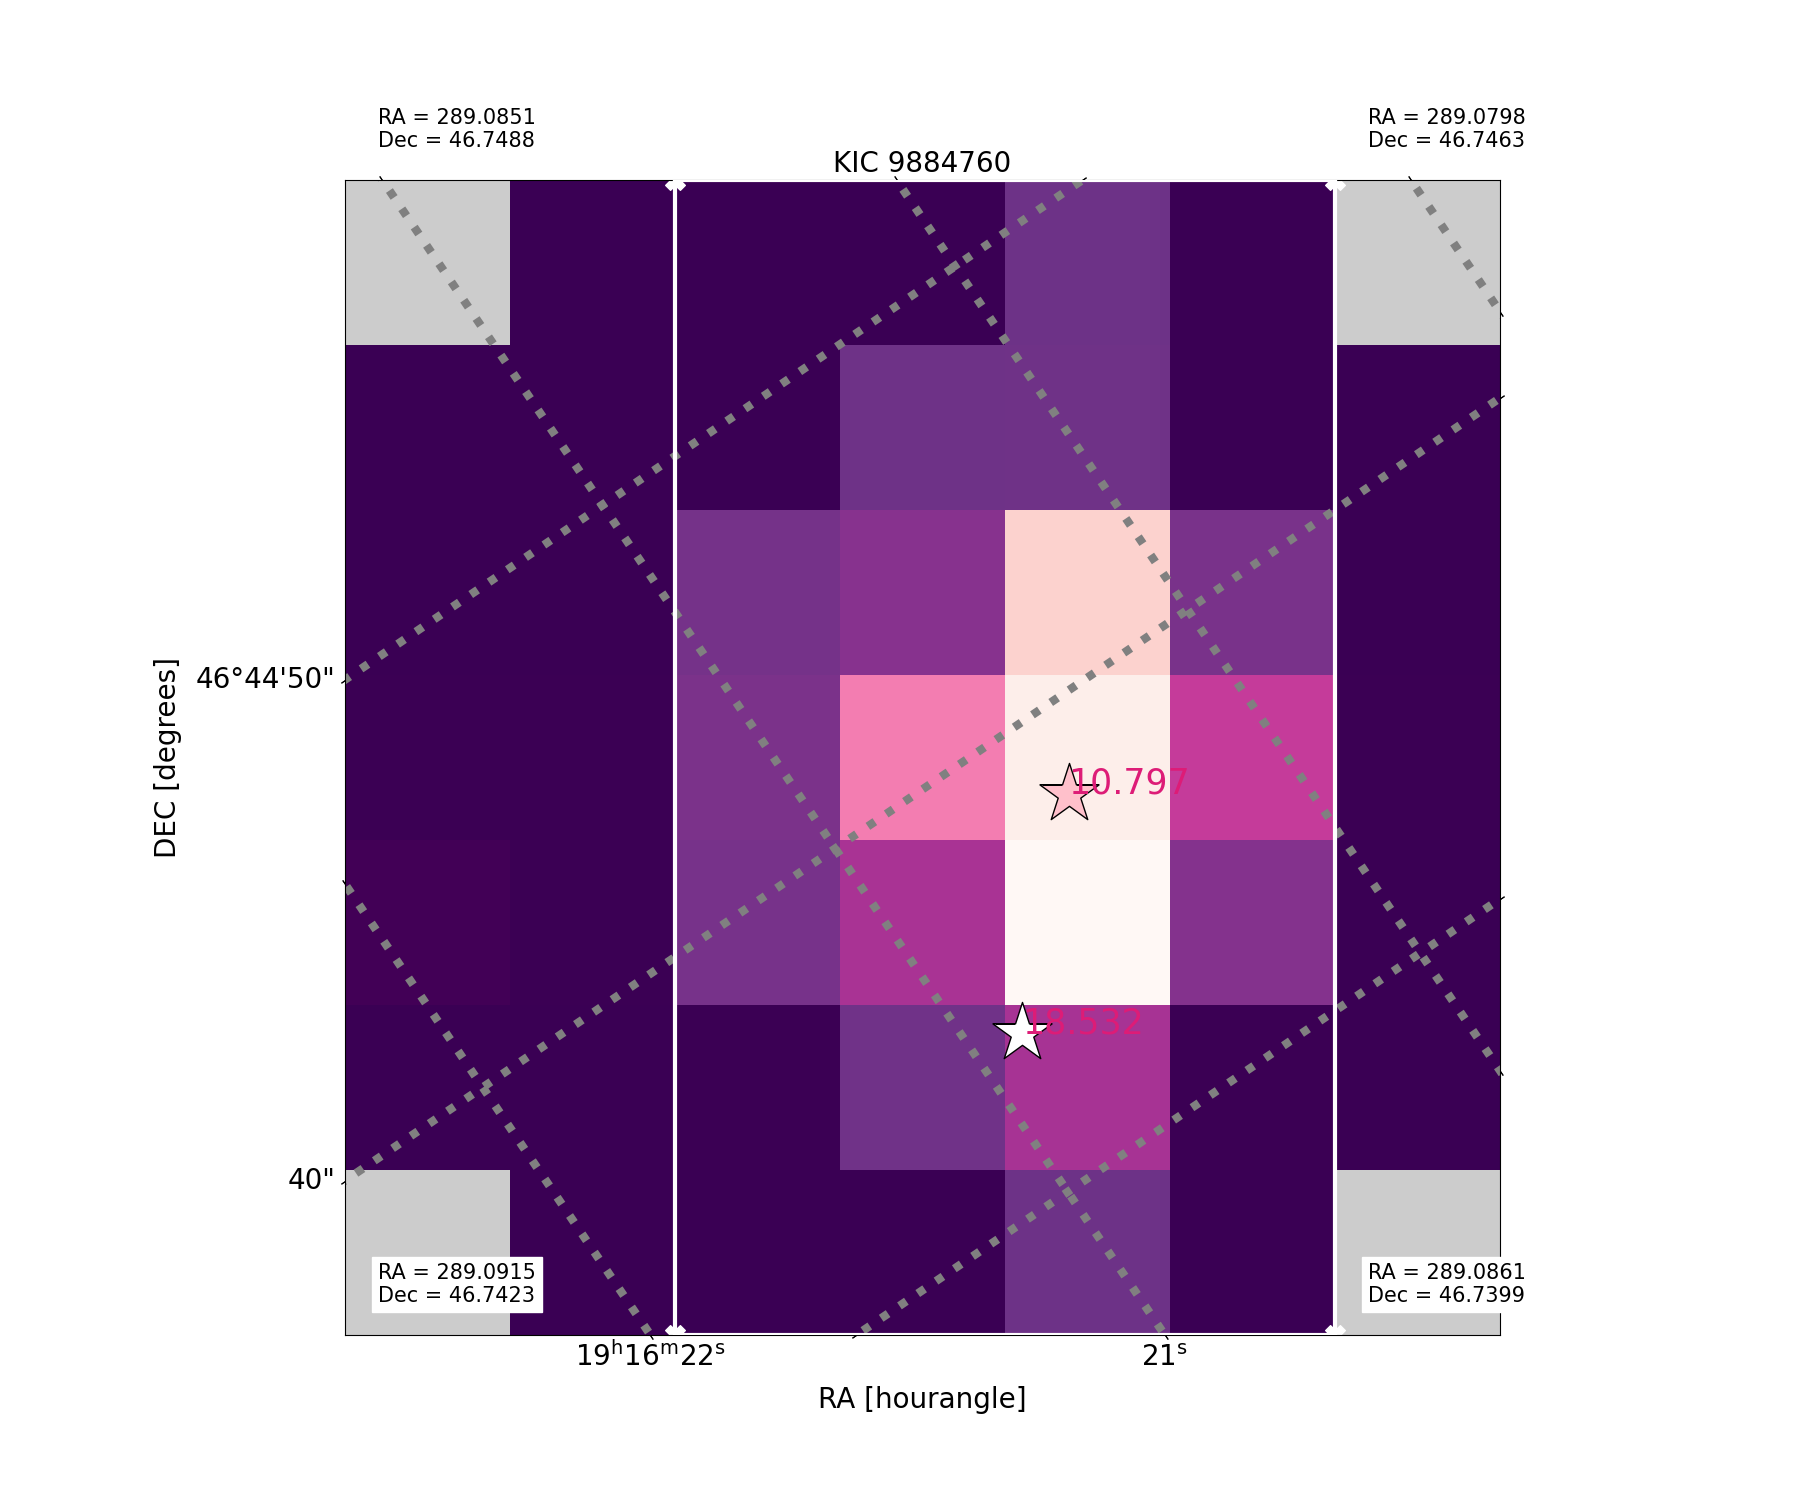 RA = 289.0851
Dec = 46.7488
RA = 289.0798
Dec = 46.7463
KIC 9884760
46°44'50"
DEC [degrees]
10.797
18.532
40"
RA = 289.0915
Dec = 46.7423
RA = 289.0861
Dec = 46.7399
19h16m22s
21s
RA [hourangle]